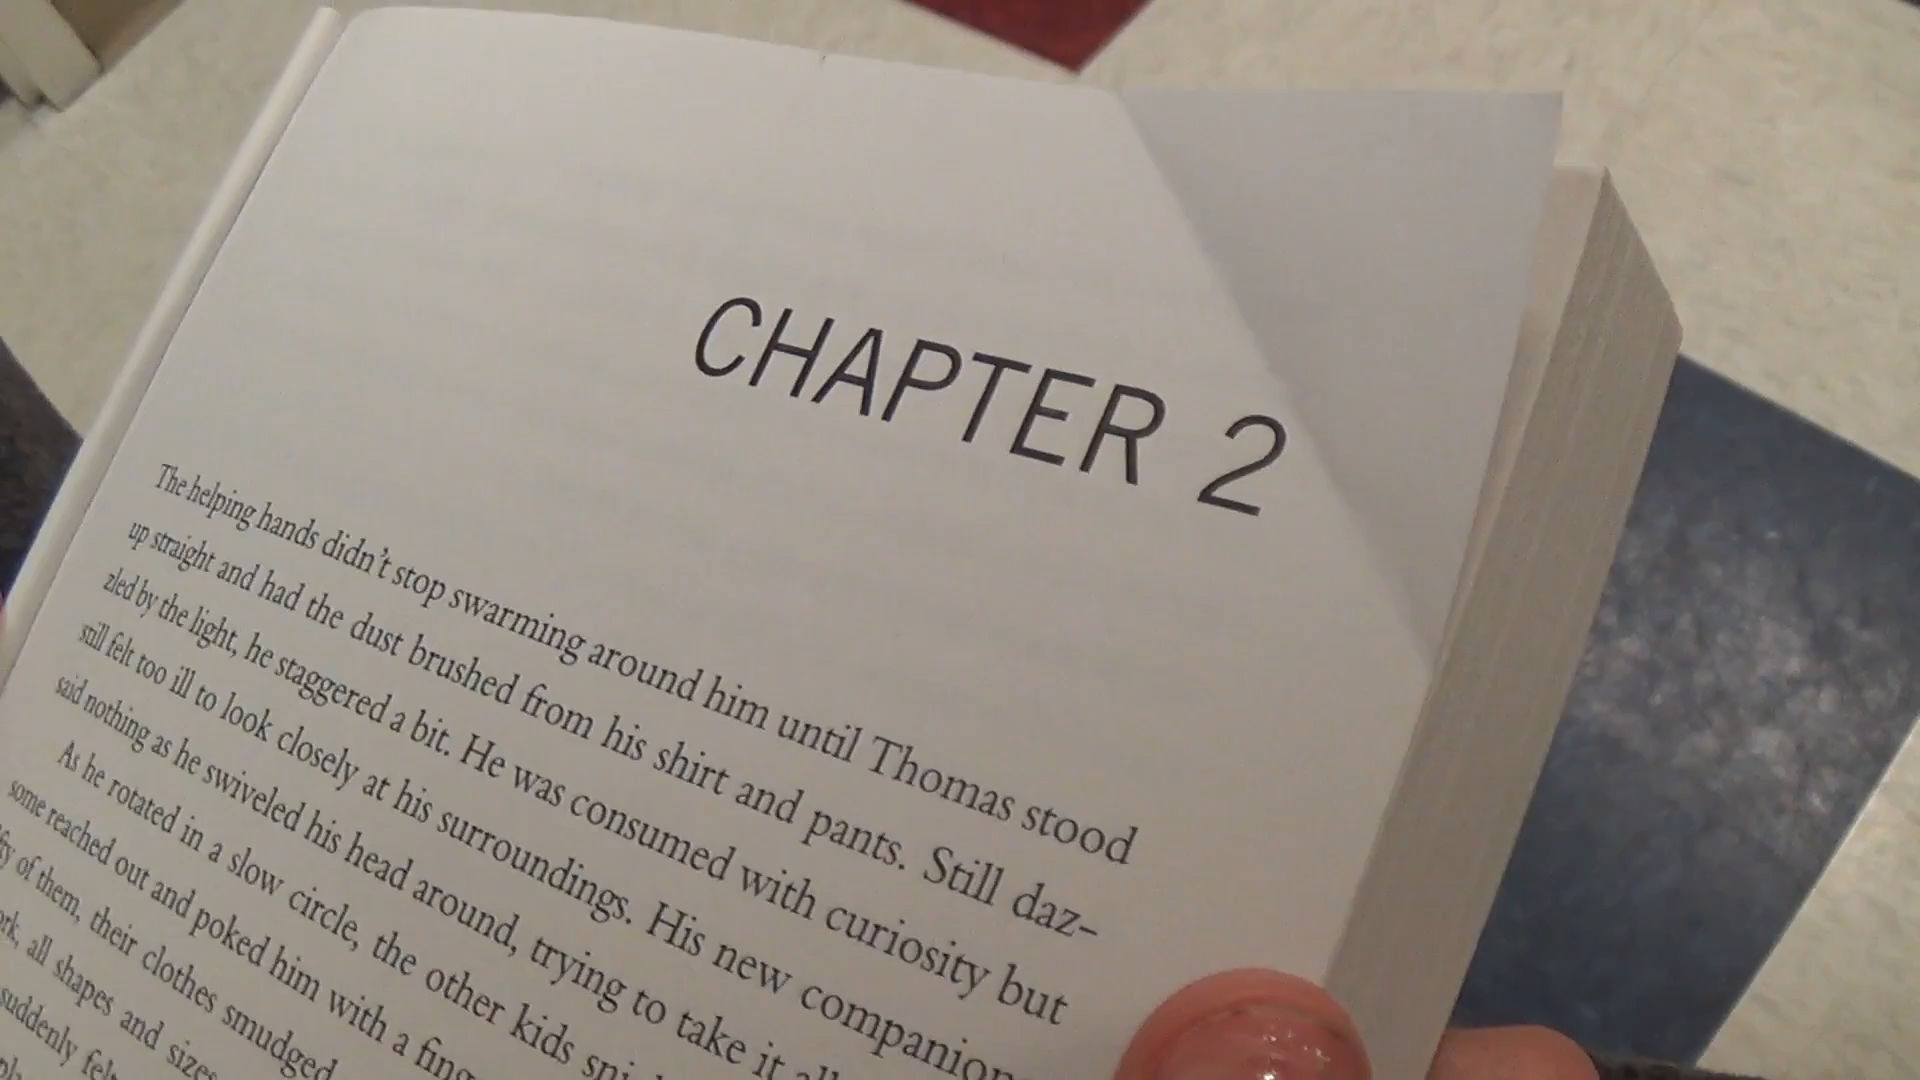 CHAPTER 2
The helping hands didn't stop swarming around him until Thomas stood
up straight and had the dust brushed from his shirt and pants. Still daz-
zled by the light, he staggered a bit. He was consumed with curiosity but
still felt too ill to look closely at his surroundings. His new companions
said nothing as he swiveled his head around, trying to take it all
As he rotated in a slow circle, the other kids
some reached out and poked him with a
of them, their clothes smudged
all shapes and sizes
suddenly